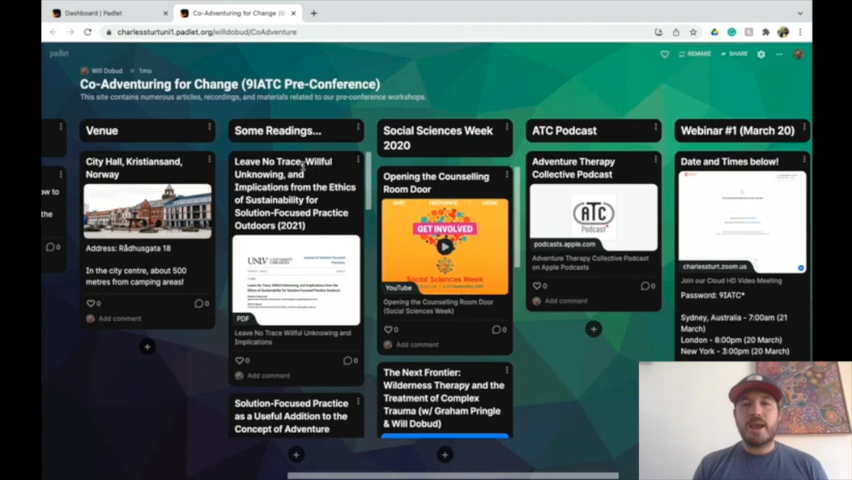 Dashboard | Padlet
Co-Adventuring for Change (9IA
charlessturtuni1.padlet.org/willdobud/CoAdventure
padlet
REMAKE
SHARE
Will Dobud
1mo
Co-Adventuring for Change (9IATC Pre-Conference)
This site contains numerous articles, recordings, and materials related to our pre-conference workshops.
ow to
the
0
Venue
City Hall, Kristiansand,
Norway
Address: Rådhusgata 18
In the city centre, about 500
metres from camping areas!
0
0
Add comment
Some Readings...
Leave No Trace, Willful
Unknowing, and
Implications from the Ethics
of Sustainability for
Solution-Focused Practice
Outdoors (2021)
UNLV
PDF
Leave No Trace Willful Unknowing and
Implications
0
0
Add comment
Solution-Focused Practice
as a Useful Addition to the
Concept of Adventure
Social Sciences Week
2020
Opening the Counselling
Room Door
GET INVOLVED
Social Sciences Week
YouTube
Opening the Counselling Room Door
(Social Sciences Week)
0
0
Add comment
The Next Frontier:
Wilderness Therapy and the
Treatment of Complex
Trauma (w/ Graham Pringle
& Will Dobud)
ATC Podcast
Adventure Therapy
Collective Podcast
ATC
Podcast
podcasts.apple.com
Adventure Therapy Collective Podcast
on Apple Podcasts
0
0
Add comment
Webinar #1 (March 20)
Date and Times below!
charlessturt.zoom.us
Join our Cloud HD Video Meeting
Password: 9IATC*
Sydney, Australia - 7:00am (21
March)
London - 8:00pm (20 March)
New York - 3:00pm (20 March)